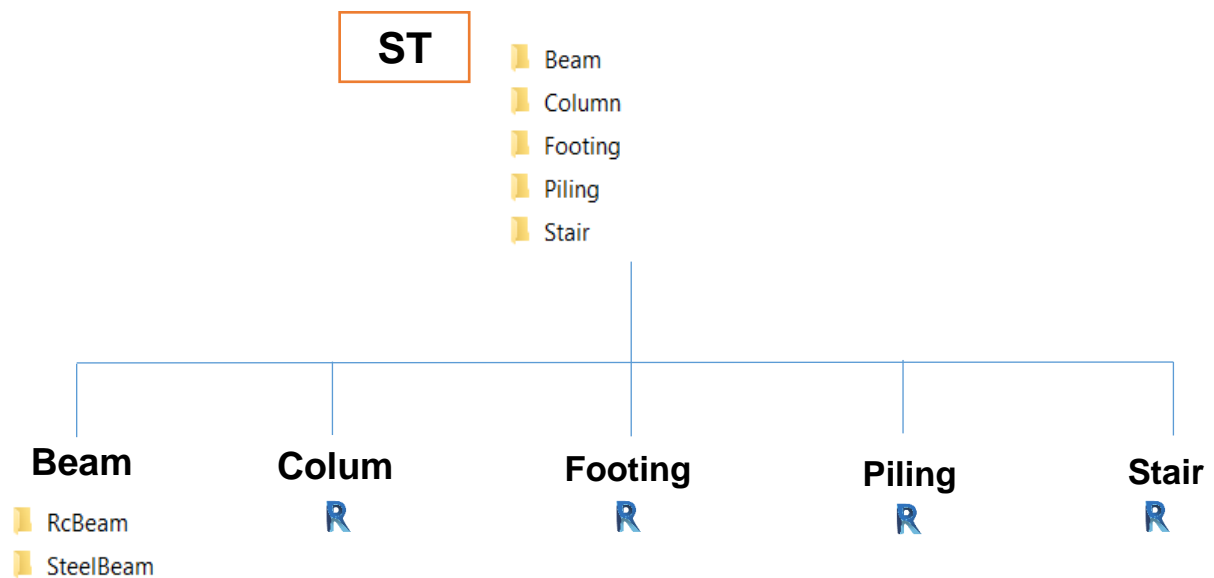 ST
Beam
Column
Footing
Piling
Stair
Beam
Colum
Footing
Piling
Stair
RcBeam
R
R
R
R
SteelBeam